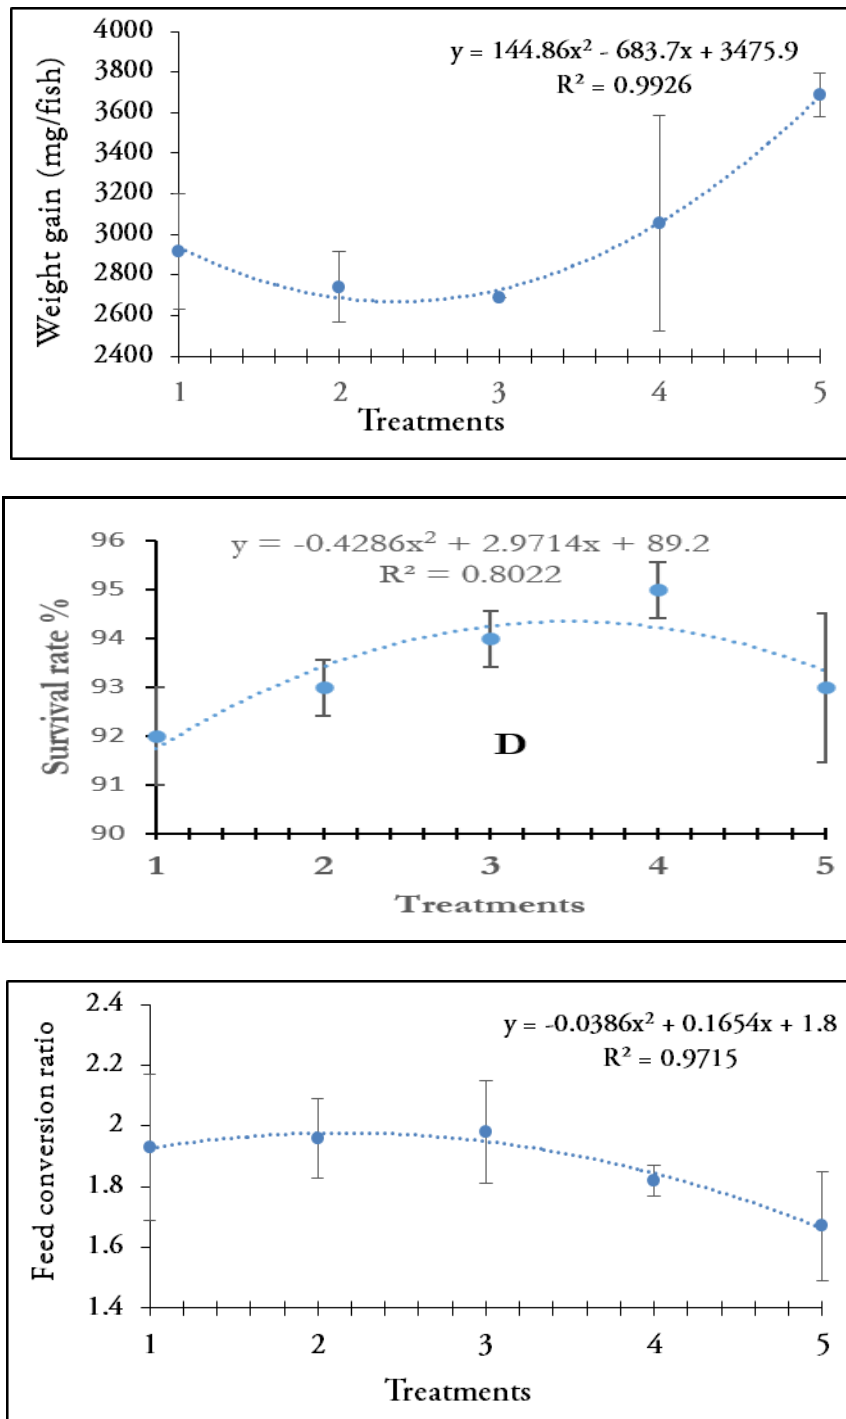 4000
3800
3600
3400
3200
3000
2800
2600
2400
Weight gain (mg/fish)
y = 144.86x² - 683.7x + 3475.9
R² = 0.9926
1 2 3 4 5
Treatments
96
95
94
93
92
91
90
Survival rate %
y = -0.4286x² + 2.9714x + 89.2
R² = 0.8022
D
1 2 3 4 5
Treatments
2.4
2.2
2
1.8
1.6
1.4
Feed conversion ratio
y = -0.0386x² + 0.1654x + 1.8
R² = 0.9715
1 2 3 4 5
Treatments